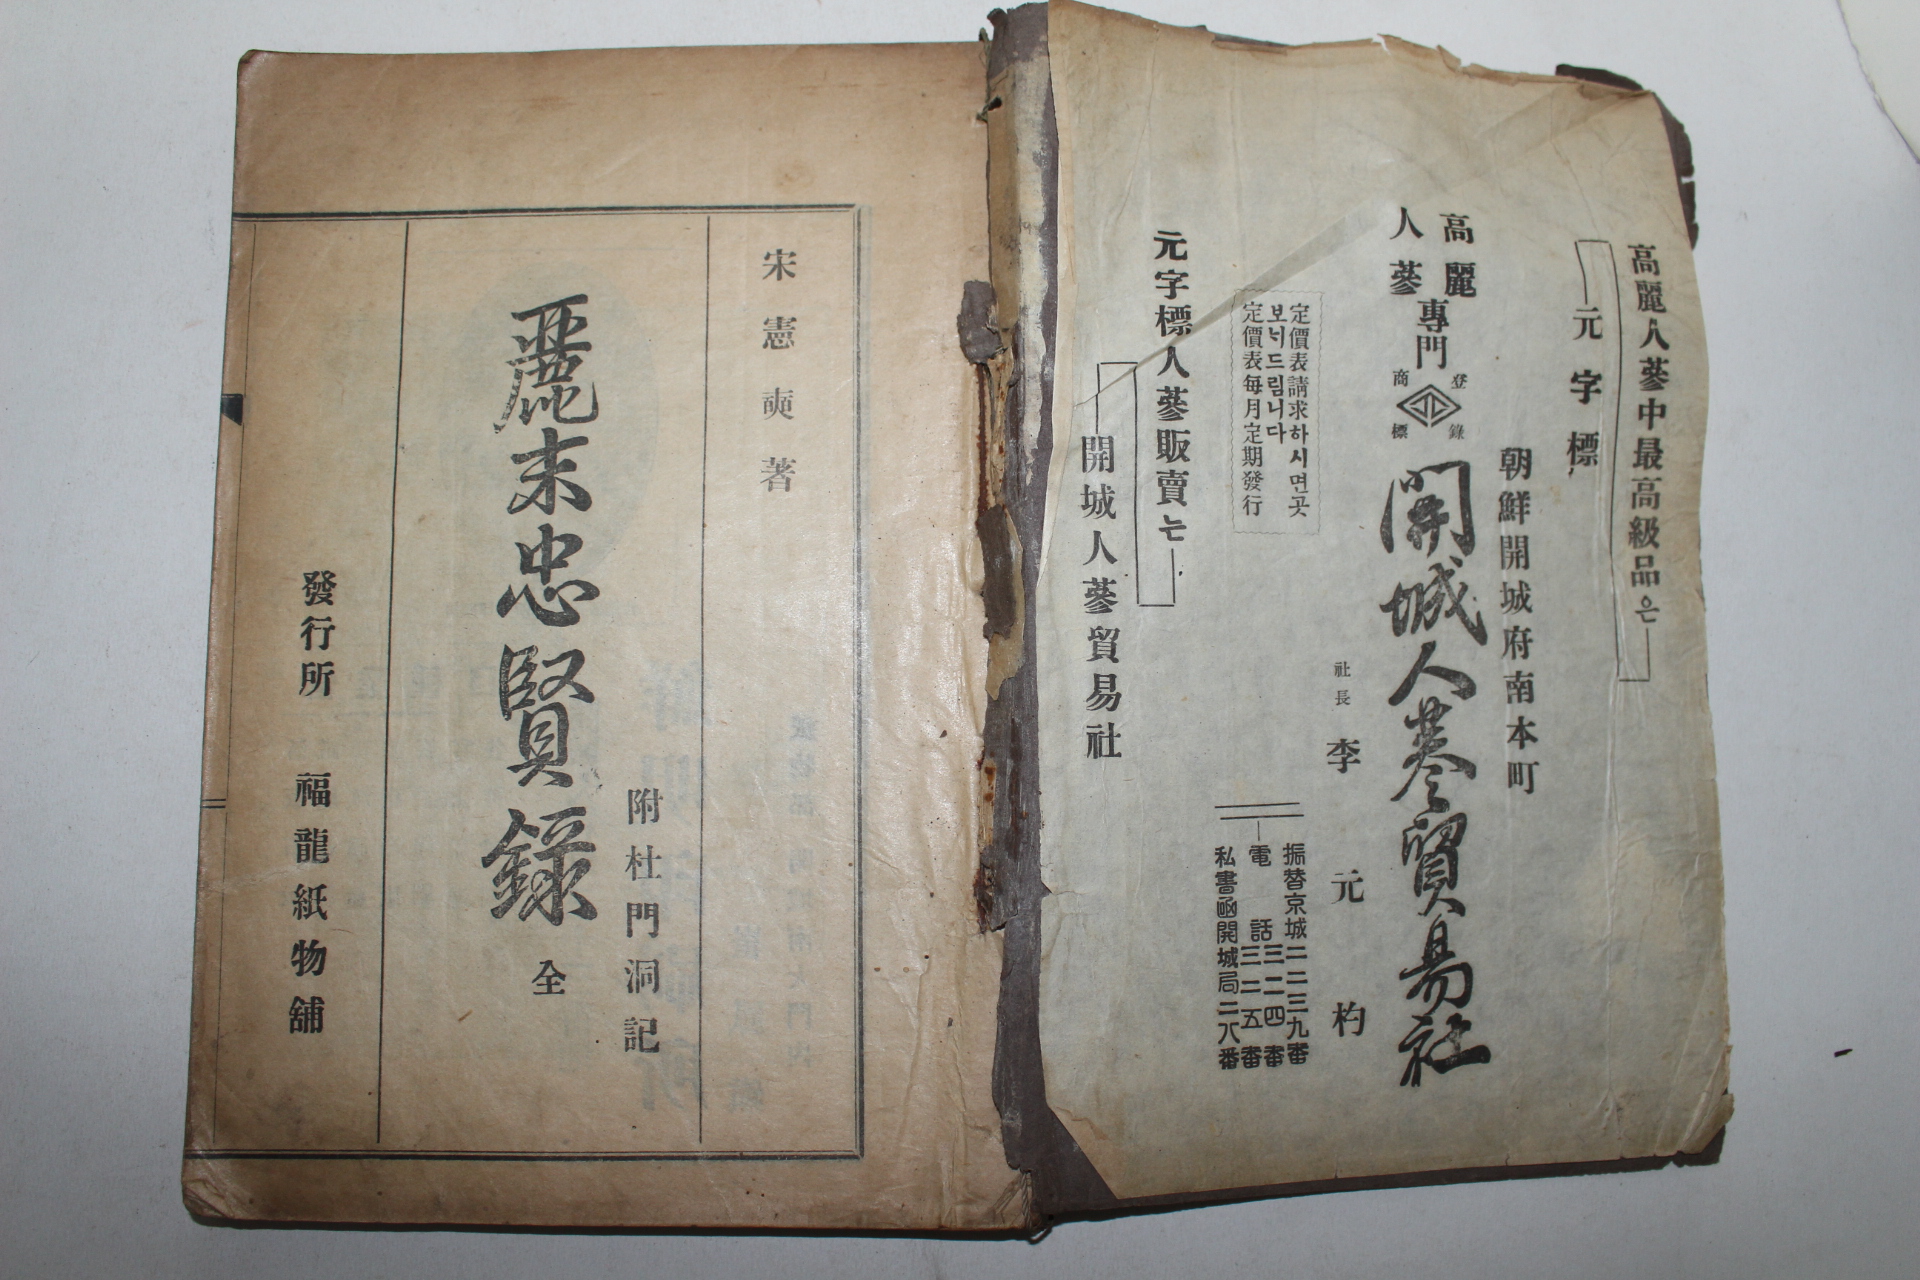 高麗人蔘中最高級品은
元字標
朝鮮開城府南本町
高麗
人蔘
專門
登錄
商標
開城人蔘貿易社
社長 李元杓
定價表請求하시면곳
보내드림니다
定價表每月定期發行
振替京城二二三九番
電話三一二四番
三二五番
私書函開城局二八番
元字標人蔘販賣는
開城人蔘貿易社
宋憲奭著
附杜門洞記
麗末忠賢錄 全
發行所 福龍紙物舖